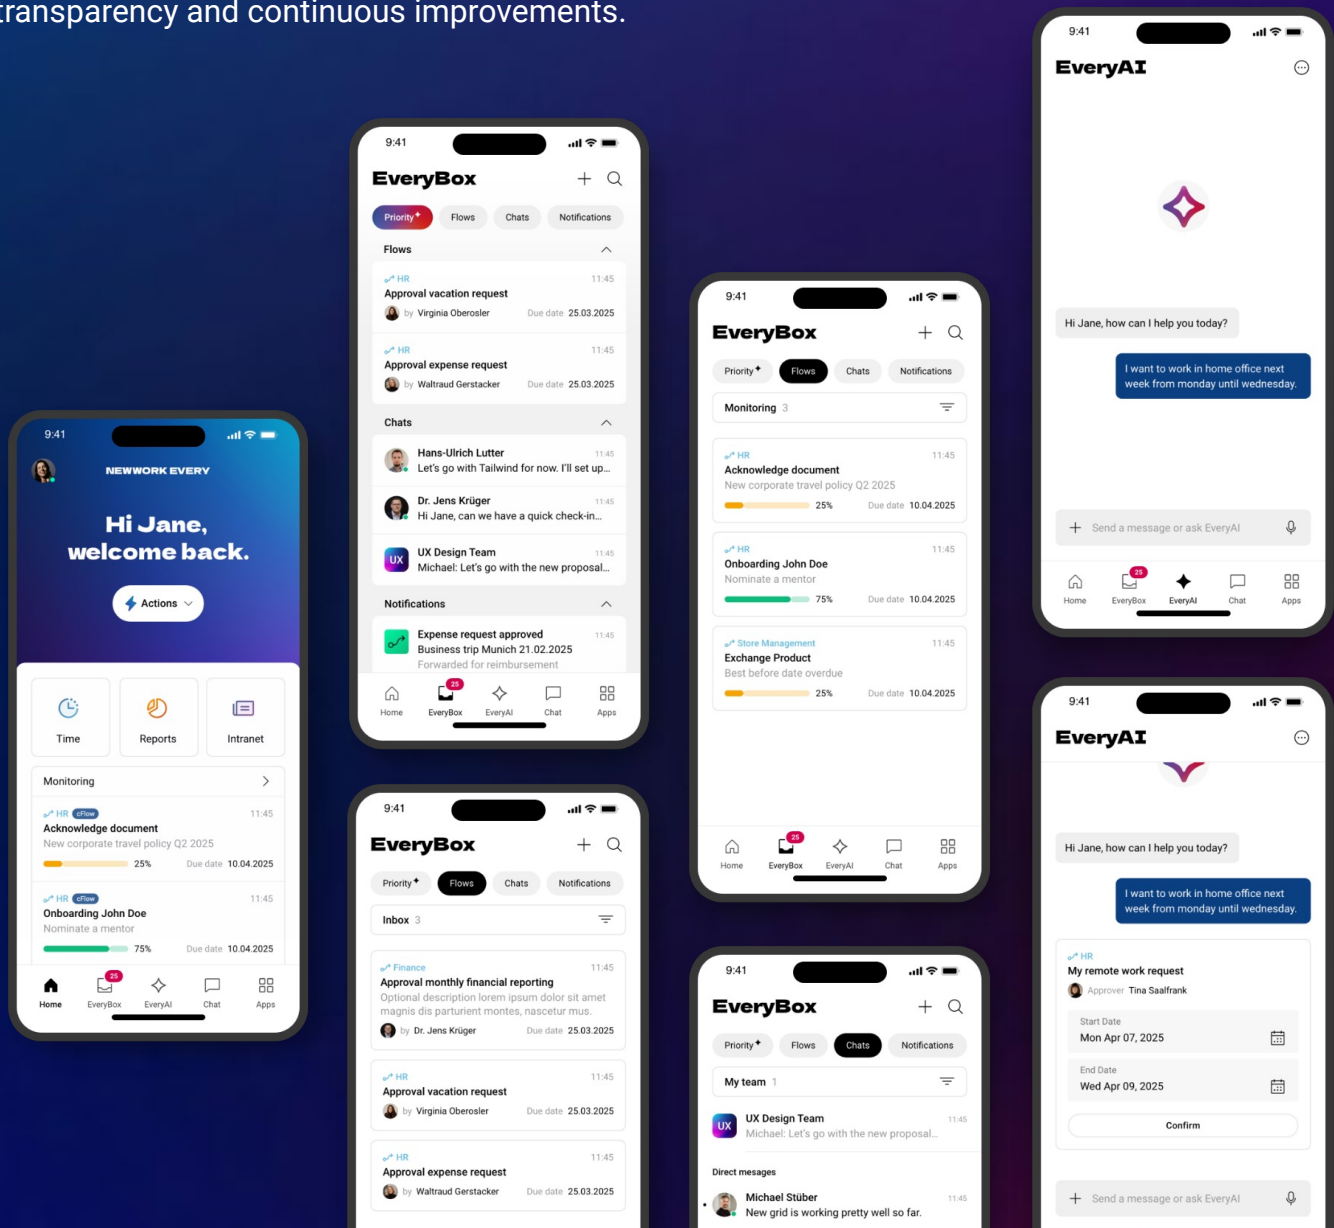 transparency and continuous improvements.
9:41
NEWWORK EVERY
Hi Jane,
welcome back.
Actions
Time
Reports
Intranet
Monitoring
HR cFlow 11:45
Acknowledge document
New corporate travel policy Q2 2025
25% Due date 10.04.2025
HR cFlow 11:45
Onboarding John Doe
Nominate a mentor
75% Due date 10.04.2025
25
Home EveryBox EveryAI Chat Apps
9:41
EveryBox
Priority Flows Chats Notifications
Flows
HR 11:45
Approval vacation request
by Virginia Oberosler Due date 25.03.2025
HR 11:45
Approval expense request
by Waltraud Gerstacker Due date 25.03.2025
Chats
Hans-Ulrich Lutter 11:45
Let's go with Tailwind for now. I'll set up...
Dr. Jens Krüger 11:45
Hi Jane, can we have a quick check-in...
UX
UX Design Team 11:45
Michael: Let's go with the new proposal...
Notifications
Expense request approved 11:45
Business trip Munich 21.02.2025
Forwarded for reimbursement
25
Home EveryBox EveryAI Chat Apps
9:41
EveryBox
Priority Flows Chats Notifications
Inbox 3
Finance 11:45
Approval monthly financial reporting
Optional description lorem ipsum dolor sit amet
magnis dis parturient montes, nascetur mus.
by Dr. Jens Krüger Due date 25.03.2025
HR 11:45
Approval vacation request
by Virginia Oberosler Due date 25.03.2025
HR 11:45
Approval expense request
by Waltraud Gerstacker Due date 25.03.2025
9:41
EveryBox
Priority Flows Chats Notifications
Monitoring 3
HR 11:45
Acknowledge document
New corporate travel policy Q2 2025
25% Due date 10.04.2025
HR 11:45
Onboarding John Doe
Nominate a mentor
75% Due date 10.04.2025
Store Management 11:45
Exchange Product
Best before date overdue
25% Due date 10.04.2025
25
Home EveryBox EveryAI Chat Apps
9:41
EveryBox
Priority Flows Chats Notifications
My team 1
UX
UX Design Team 11:45
Michael: Let's go with the new proposal...
Direct mesages
Michael Stüber 11:45
New grid is working pretty well so far.
9:41
EveryAI
Hi Jane, how can I help you today?
I want to work in home office next
week from monday until wednesday.
Send a message or ask EveryAI
25
Home EveryBox EveryAI Chat Apps
9:41
EveryAI
Hi Jane, how can I help you today?
I want to work in home office next
week from monday until wednesday.
HR
My remote work request
Approver Tina Saalfrank
Start Date
Mon Apr 07, 2025
End Date
Wed Apr 09, 2025
Confirm
Send a message or ask EveryAI